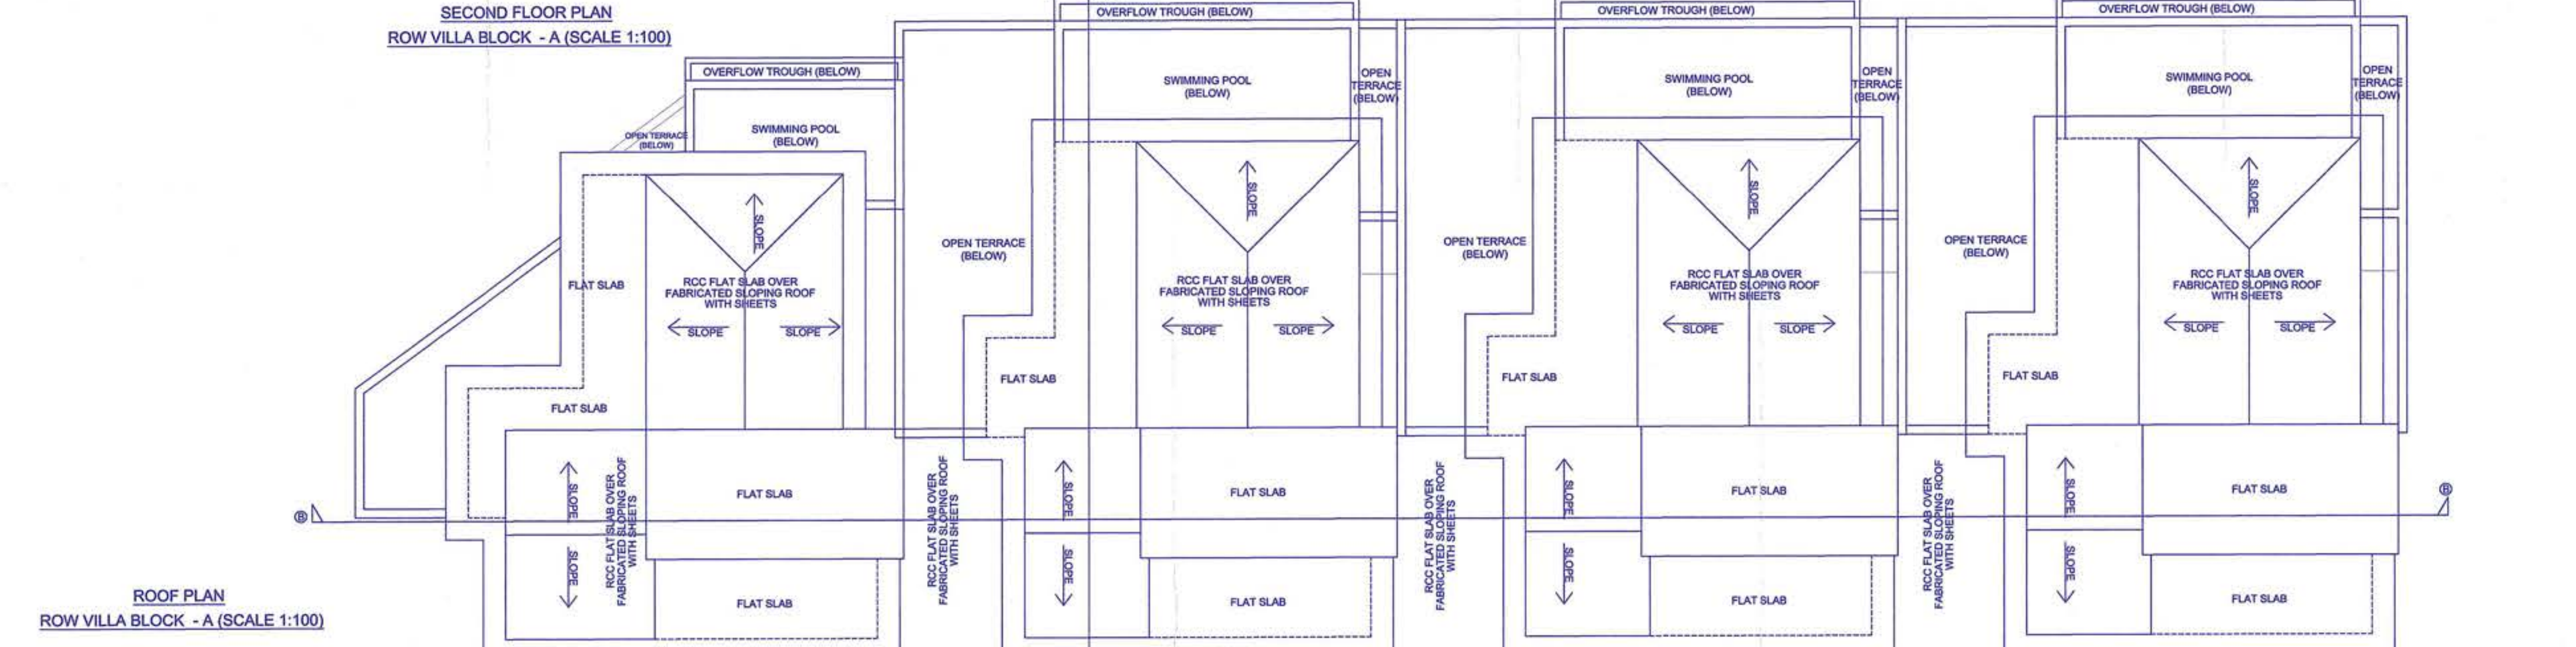 SECOND FLOOR PLAN
ROW VILLA BLOCK - A (SCALE 1:100)
OVERFLOW TROUGH (BELOW)
OVERFLOW TROUGH (BELOW)
OVERFLOW TROUGH (BELOW)
OVERFLOW TROUGH (BELOW)
SWIMMING POOL
(BELOW)
OPEN
TERRACE
(BELOW)
SWIMMING POOL
(BELOW)
OPEN
TERRACE
(BELOW)
SWIMMING POOL
(BELOW)
OPEN
TERRACE
(BELOW)
OPEN TERRACE
(BELOW)
SWIMMING POOL
(BELOW)
SLOPE
SLOPE
SLOPE
SLOPE
FLAT SLAB
RCC FLAT SLAB OVER
FABRICATED SLOPING ROOF
WITH SHEETS
SLOPE
SLOPE
OPEN TERRACE
(BELOW)
RCC FLAT SLAB OVER
FABRICATED SLOPING ROOF
WITH SHEETS
SLOPE
SLOPE
OPEN TERRACE
(BELOW)
RCC FLAT SLAB OVER
FABRICATED SLOPING ROOF
WITH SHEETS
SLOPE
SLOPE
OPEN TERRACE
(BELOW)
RCC FLAT SLAB OVER
FABRICATED SLOPING ROOF
WITH SHEETS
SLOPE
SLOPE
FLAT SLAB
FLAT SLAB
FLAT SLAB
FLAT SLAB
B
SLOPE
SLOPE
RCC FLAT SLAB OVER
FABRICATED SLOPING ROOF
WITH SHEETS
FLAT SLAB
FLAT SLAB
RCC FLAT SLAB OVER
FABRICATED SLOPING ROOF
WITH SHEETS
SLOPE
SLOPE
FLAT SLAB
FLAT SLAB
RCC FLAT SLAB OVER
FABRICATED SLOPING ROOF
WITH SHEETS
SLOPE
SLOPE
FLAT SLAB
FLAT SLAB
RCC FLAT SLAB OVER
FABRICATED SLOPING ROOF
WITH SHEETS
SLOPE
SLOPE
FLAT SLAB
FLAT SLAB
B
ROOF PLAN
ROW VILLA BLOCK - A (SCALE 1:100)